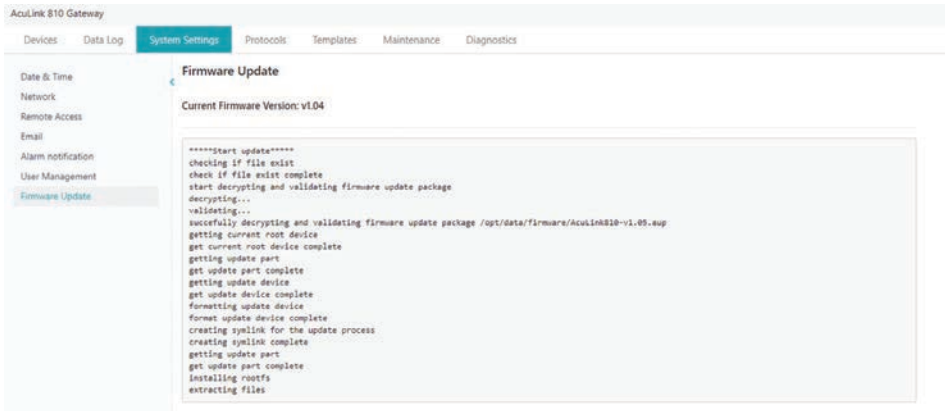 AcuLink 810 Gateway
Devices Data Log System Settings Protocols Templates Maintenance Diagnostics
Date & Time
Network
Remote Access
Email
Alarm notification
User Management
Firmware Update
Firmware Update
Current Firmware Version: v1.04
*****Start update*****
checking if file exist
check if file exist complete
start decrypting and validating firmware update package
decrypting...
validating...
succefully decrypting and validating firmware update package /opt/data/firmware/AcuLink810-v1.05.aup
getting current root device
get current root device complete
getting update part
get update part complete
getting update device
get update device complete
formatting update device
format update device complete
creating symlink for the update process
creating symlink complete
getting update part
get update part complete
installing rootfs
extracting files